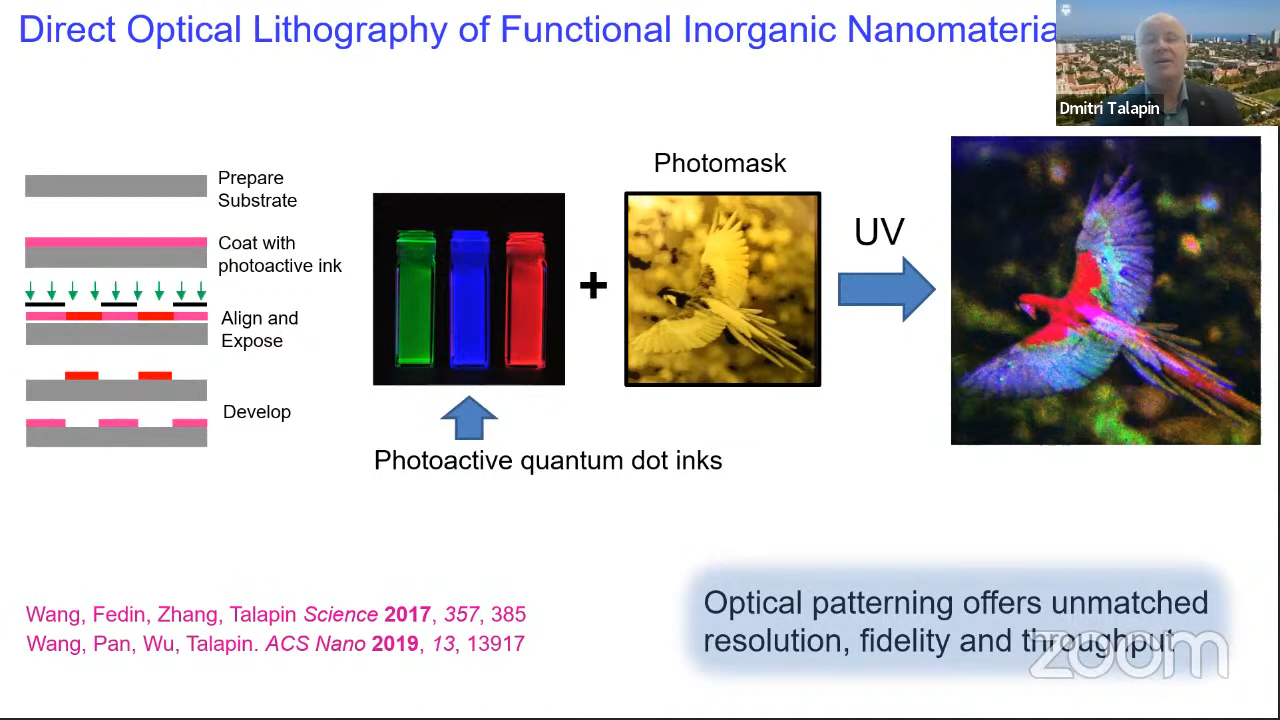 Direct Optical Lithography of Functional Inorganic Nanomateria
Dmitri Talapin
Prepare
Substrate
Coat with
photoactive ink
Align and
Expose
Develop
Photomask
+
UV
Photoactive quantum dot inks
Wang, Fedin, Zhang, Talapin Science 2017, 357, 385
Wang, Pan, Wu, Talapin. ACS Nano 2019, 13, 13917
Optical patterning offers unmatched
resolution, fidelity and throughput
zoom